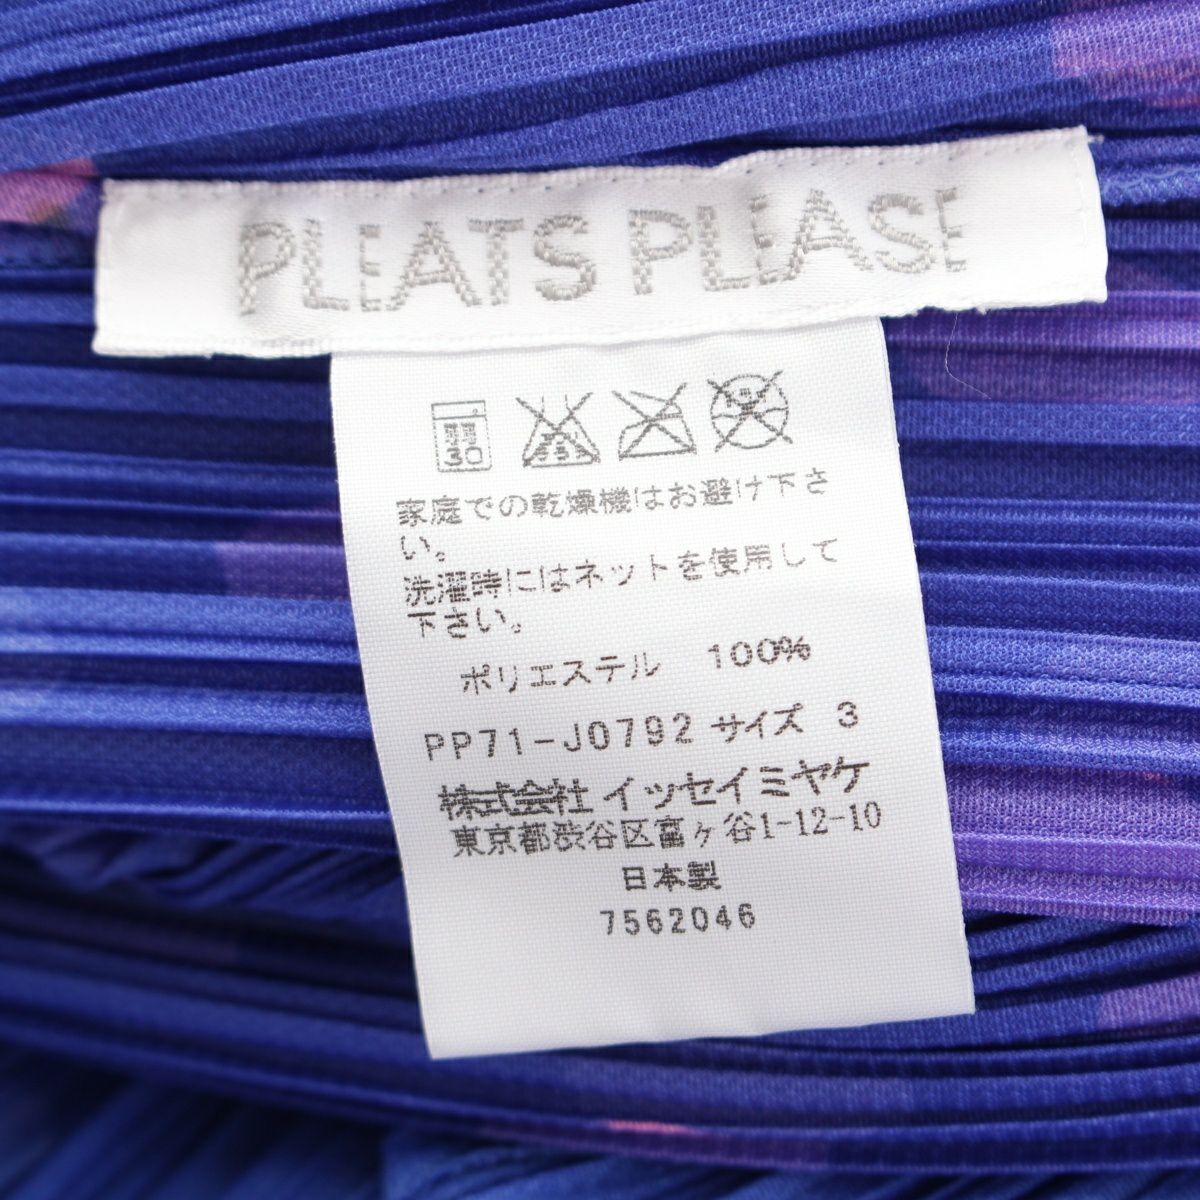 PLEATS PLEASE
弱
30
家庭での乾燥機はお避け下さ
い。
洗濯時にはネットを使用して
下さい。
ポリエステル 100%
PP71-J0792 サイズ 3
株式会社 イッセイミヤケ
東京都渋谷区富ヶ谷1-12-10
日本製
7562046